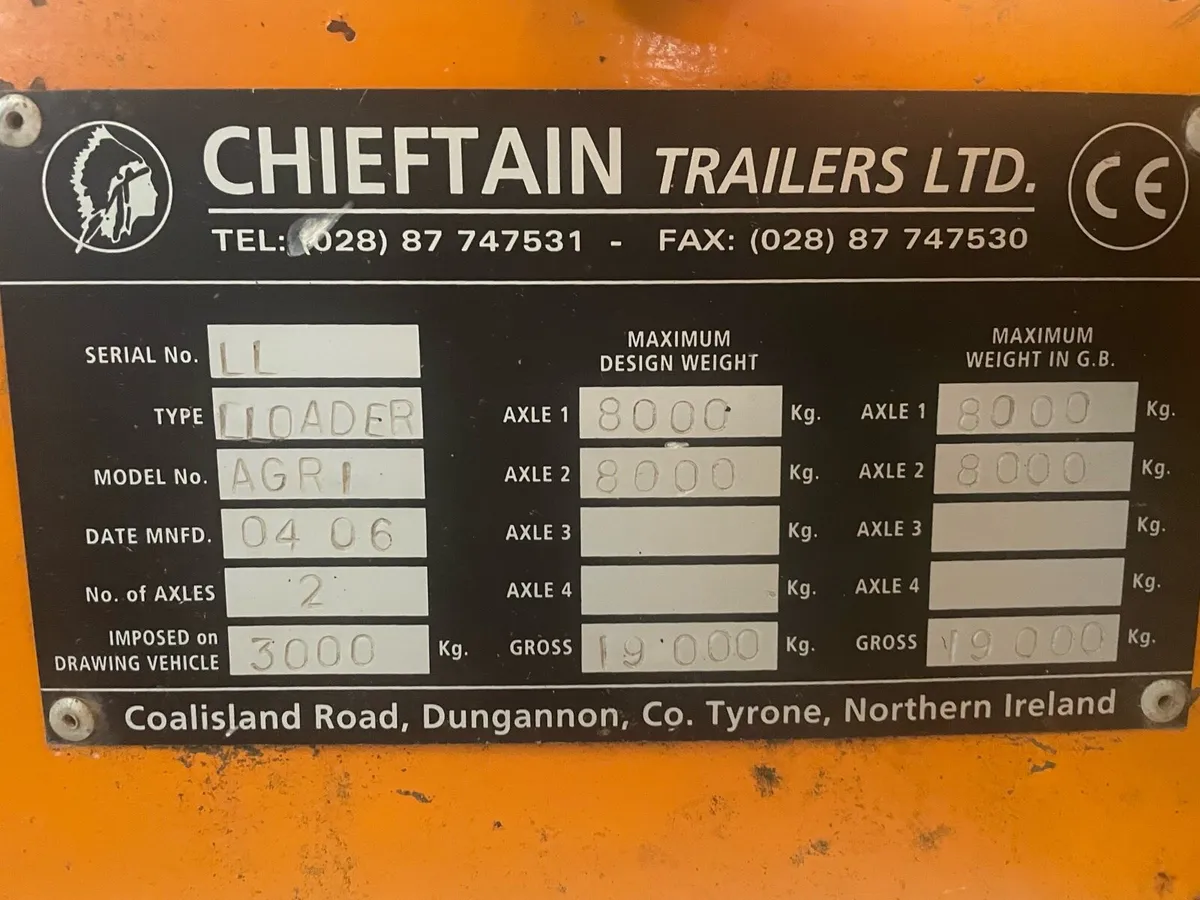 CHIEFTAIN TRAILERS LTD.
CE
TEL: (028) 87 747531 - FAX: (028) 87 747530
SERIAL No. LL
TYPE LLOADER
MODEL No. AGRI
DATE MNFD. 04 06
No. of AXLES 2
IMPOSED on
DRAWING VEHICLE 3000 Kg.
MAXIMUM
DESIGN WEIGHT
AXLE 1 8000 Kg.
AXLE 2 8000 Kg.
AXLE 3 Kg.
AXLE 4 Kg.
GROSS 19000 Kg.
MAXIMUM
WEIGHT IN G.B.
AXLE 1 8000 Kg.
AXLE 2 8000 Kg.
AXLE 3 Kg.
AXLE 4 Kg.
GROSS 19000 Kg.
Coalisland Road, Dungannon, Co. Tyrone, Northern Ireland